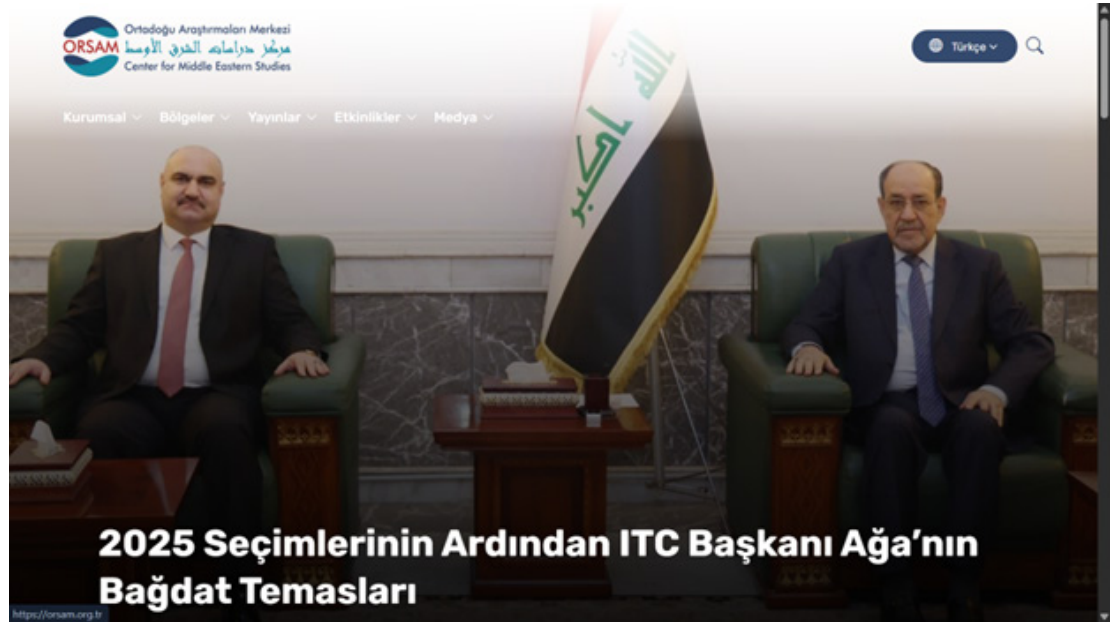 Ortadoğu Araştırmaları Merkezi
ORSAM
مركز دراسات الشرق الأوسط
Center for Middle Eastern Studies
Türkçe
Kurumsal
Bölgeler
Yayınlar
Etkinlikler
Medya
الله
اكبر
2025 Seçimlerinin Ardından ITC Başkanı Ağa’nın
Bağdat Temasları
https://orsam.org.tr